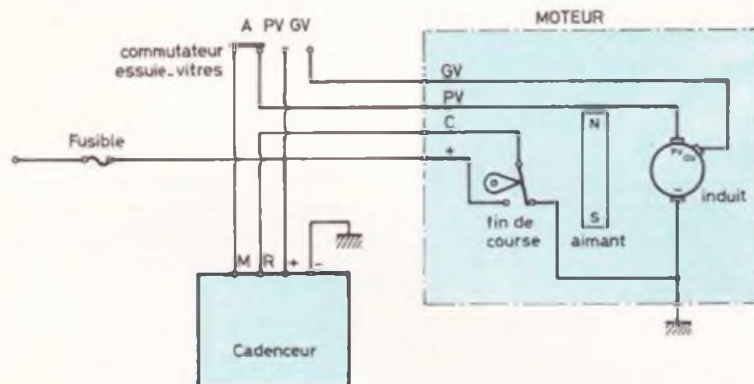 MOTEUR
A PV GV
commutateur
essuie_vitres
GV
PV
C
+
Fusible
N
S
PV
GV
–
induit
fin de
course
aimant
M R + –
Cadenceur